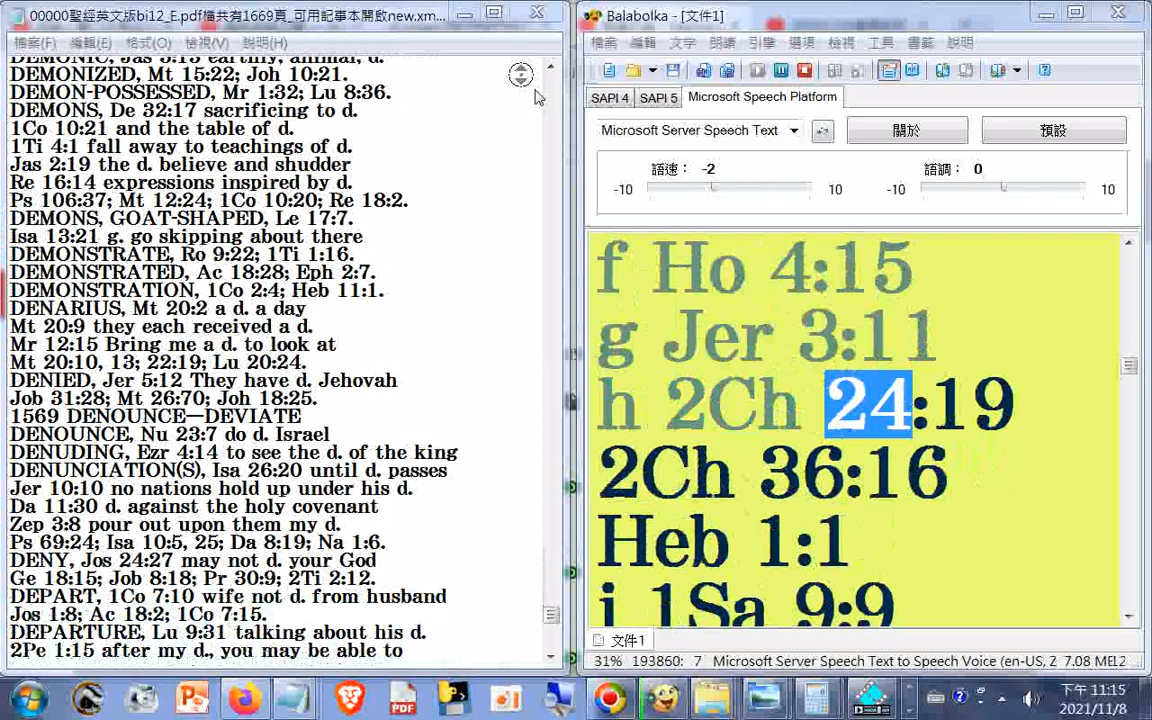 00000聖經英文版bi12_E.pdf檔共有1669頁_可用記事本開啟new.xm...
檔案(F) 編輯(E) 格式(O) 檢視(V) 說明(H)
DEMONIC, Jas 3:15 earthly, animal, d.
DEMONIZED, Mt 15:22; Joh 10:21.
DEMON-POSSESSED, Mr 1:32; Lu 8:36.
DEMONS, De 32:17 sacrificing to d.
1Co 10:21 and the table of d.
1Ti 4:1 fall away to teachings of d.
Jas 2:19 the d. believe and shudder
Re 16:14 expressions inspired by d.
Ps 106:37; Mt 12:24; 1Co 10:20; Re 18:2.
DEMONS, GOAT-SHAPED, Le 17:7.
Isa 13:21 g. go skipping about there
DEMONSTRATE, Ro 9:22; 1Ti 1:16.
DEMONSTRATED, Ac 18:28; Eph 2:7.
DEMONSTRATION, 1Co 2:4; Heb 11:1.
DENARIUS, Mt 20:2 a d. a day
Mt 20:9 they each received a d.
Mr 12:15 Bring me a d. to look at
Mt 20:10, 13; 22:19; Lu 20:24.
DENIED, Jer 5:12 They have d. Jehovah
Job 31:28; Mt 26:70; Joh 18:25.
1569 DENOUNCE—DEVIATE
DENOUNCE, Nu 23:7 do d. Israel
DENUDING, Ezr 4:14 to see the d. of the king
DENUNCIATION(S), Isa 26:20 until d. passes
Jer 10:10 no nations hold up under his d.
Da 11:30 d. against the holy covenant
Zep 3:8 pour out upon them my d.
Ps 69:24; Isa 10:5, 25; Da 8:19; Na 1:6.
DENY, Jos 24:27 may not d. your God
Ge 18:15; Job 8:18; Pr 30:9; 2Ti 2:12.
DEPART, 1Co 7:10 wife not d. from husband
Jos 1:8; Ac 18:2; 1Co 7:15.
DEPARTURE, Lu 9:31 talking about his d.
2Pe 1:15 after my d., you may be able to
Balabolka - [文件1]
檔案 編輯 文字 朗讀 引擎 選項 檢視 工具 書籤 說明
SAPI 4 SAPI 5 Microsoft Speech Platform
Microsoft Server Speech Text 關於 預設
語速: -2 語調: 0
-10 10 -10 10
f Ho 4:15
g Jer 3:11
h 2Ch 24:19
2Ch 36:16
Heb 1:1
i 1Sa 9:9
文件1
31% 193860: 7 Microsoft Server Speech Text to Speech Voice (en-US, Z 7.08 ME12
PDF
下午 11:15
2021/11/8